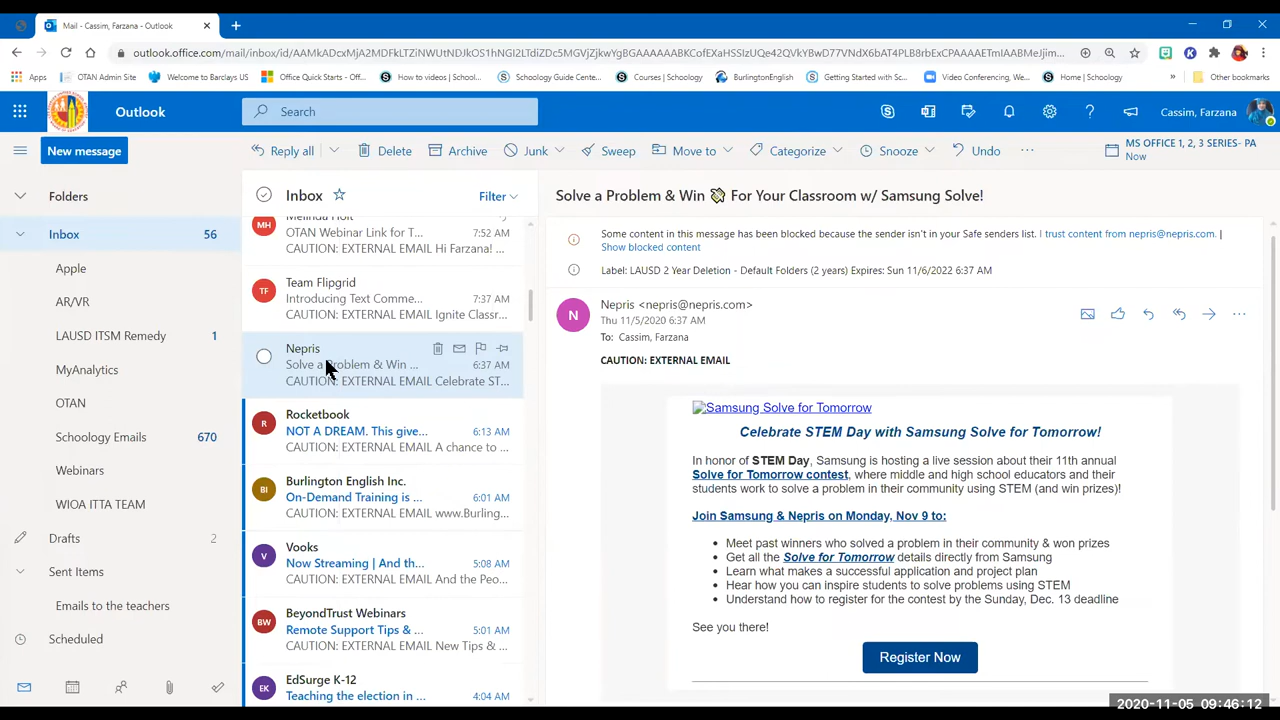 Mail - Cassim, Farzana - Outlook
outlook.office.com/mail/inbox/id/AAMkADcxMjA2MDFkLTZiNWUtNDJkOS1hNGI2LTdiZDc5MGVjZjkwYgBGAAAAAABKCofExaHSSIzUQe42QVkYBwD77VNdX6bAT4PLB8rbExCPAAAAETmIAABMeJjim...
Apps
OTAN Admin Site
Welcome to Barclays US
Office Quick Starts - Off...
How to videos | School...
Schoology Guide Cente...
Courses | Schoology
BurlingtonEnglish
Getting Started with Sc...
Video Conferencing, We...
Home | Schoology
»
Other bookmarks
Outlook
Search
Cassim, Farzana
New message
Reply all
Delete
Archive
Junk
Sweep
Move to
Categorize
Snooze
Undo
...
MS OFFICE 1, 2, 3 SERIES- PA
Now
Folders
Inbox 56
Apple
AR/VR
LAUSD ITSM Remedy 1
MyAnalytics
OTAN
Schoology Emails 670
Webinars
WIOA ITTA TEAM
Drafts 2
Sent Items
Emails to the teachers
Scheduled
Inbox
Filter
MH
Melinda Holt
OTAN Webinar Link for T... 7:52 AM
CAUTION: EXTERNAL EMAIL Hi Farzana! ...
TF
Team Flipgrid
Introducing Text Comme... 7:37 AM
CAUTION: EXTERNAL EMAIL Ignite Classr...
Nepris
Solve a Problem & Win ... 6:37 AM
CAUTION: EXTERNAL EMAIL Celebrate ST...
R
Rocketbook
NOT A DREAM. This give... 6:13 AM
CAUTION: EXTERNAL EMAIL A chance to ...
BI
Burlington English Inc.
On-Demand Training is ... 6:01 AM
CAUTION: EXTERNAL EMAIL www.Burling...
V
Vooks
Now Streaming | And th... 5:08 AM
CAUTION: EXTERNAL EMAIL And the Peo...
BW
BeyondTrust Webinars
Remote Support Tips & ... 5:01 AM
CAUTION: EXTERNAL EMAIL New Tips & ...
EK
EdSurge K-12
Teaching the election in ... 4:04 AM
Solve a Problem & Win 💸 For Your Classroom w/ Samsung Solve!
Some content in this message has been blocked because the sender isn't in your Safe senders list. I trust content from nepris@nepris.com. |
Show blocked content
Label: LAUSD 2 Year Deletion - Default Folders (2 years) Expires: Sun 11/6/2022 6:37 AM
N
Nepris <nepris@nepris.com>
Thu 11/5/2020 6:37 AM
To: Cassim, Farzana
CAUTION: EXTERNAL EMAIL
Samsung Solve for Tomorrow
Celebrate STEM Day with Samsung Solve for Tomorrow!
In honor of STEM Day, Samsung is hosting a live session about their 11th annual
Solve for Tomorrow contest, where middle and high school educators and their
students work to solve a problem in their community using STEM (and win prizes)!
Join Samsung & Nepris on Monday, Nov 9 to:
• Meet past winners who solved a problem in their community & won prizes
• Get all the Solve for Tomorrow details directly from Samsung
• Learn what makes a successful application and project plan
• Hear how you can inspire students to solve problems using STEM
• Understand how to register for the contest by the Sunday, Dec. 13 deadline
See you there!
Register Now
2020-11-05 09:46:12